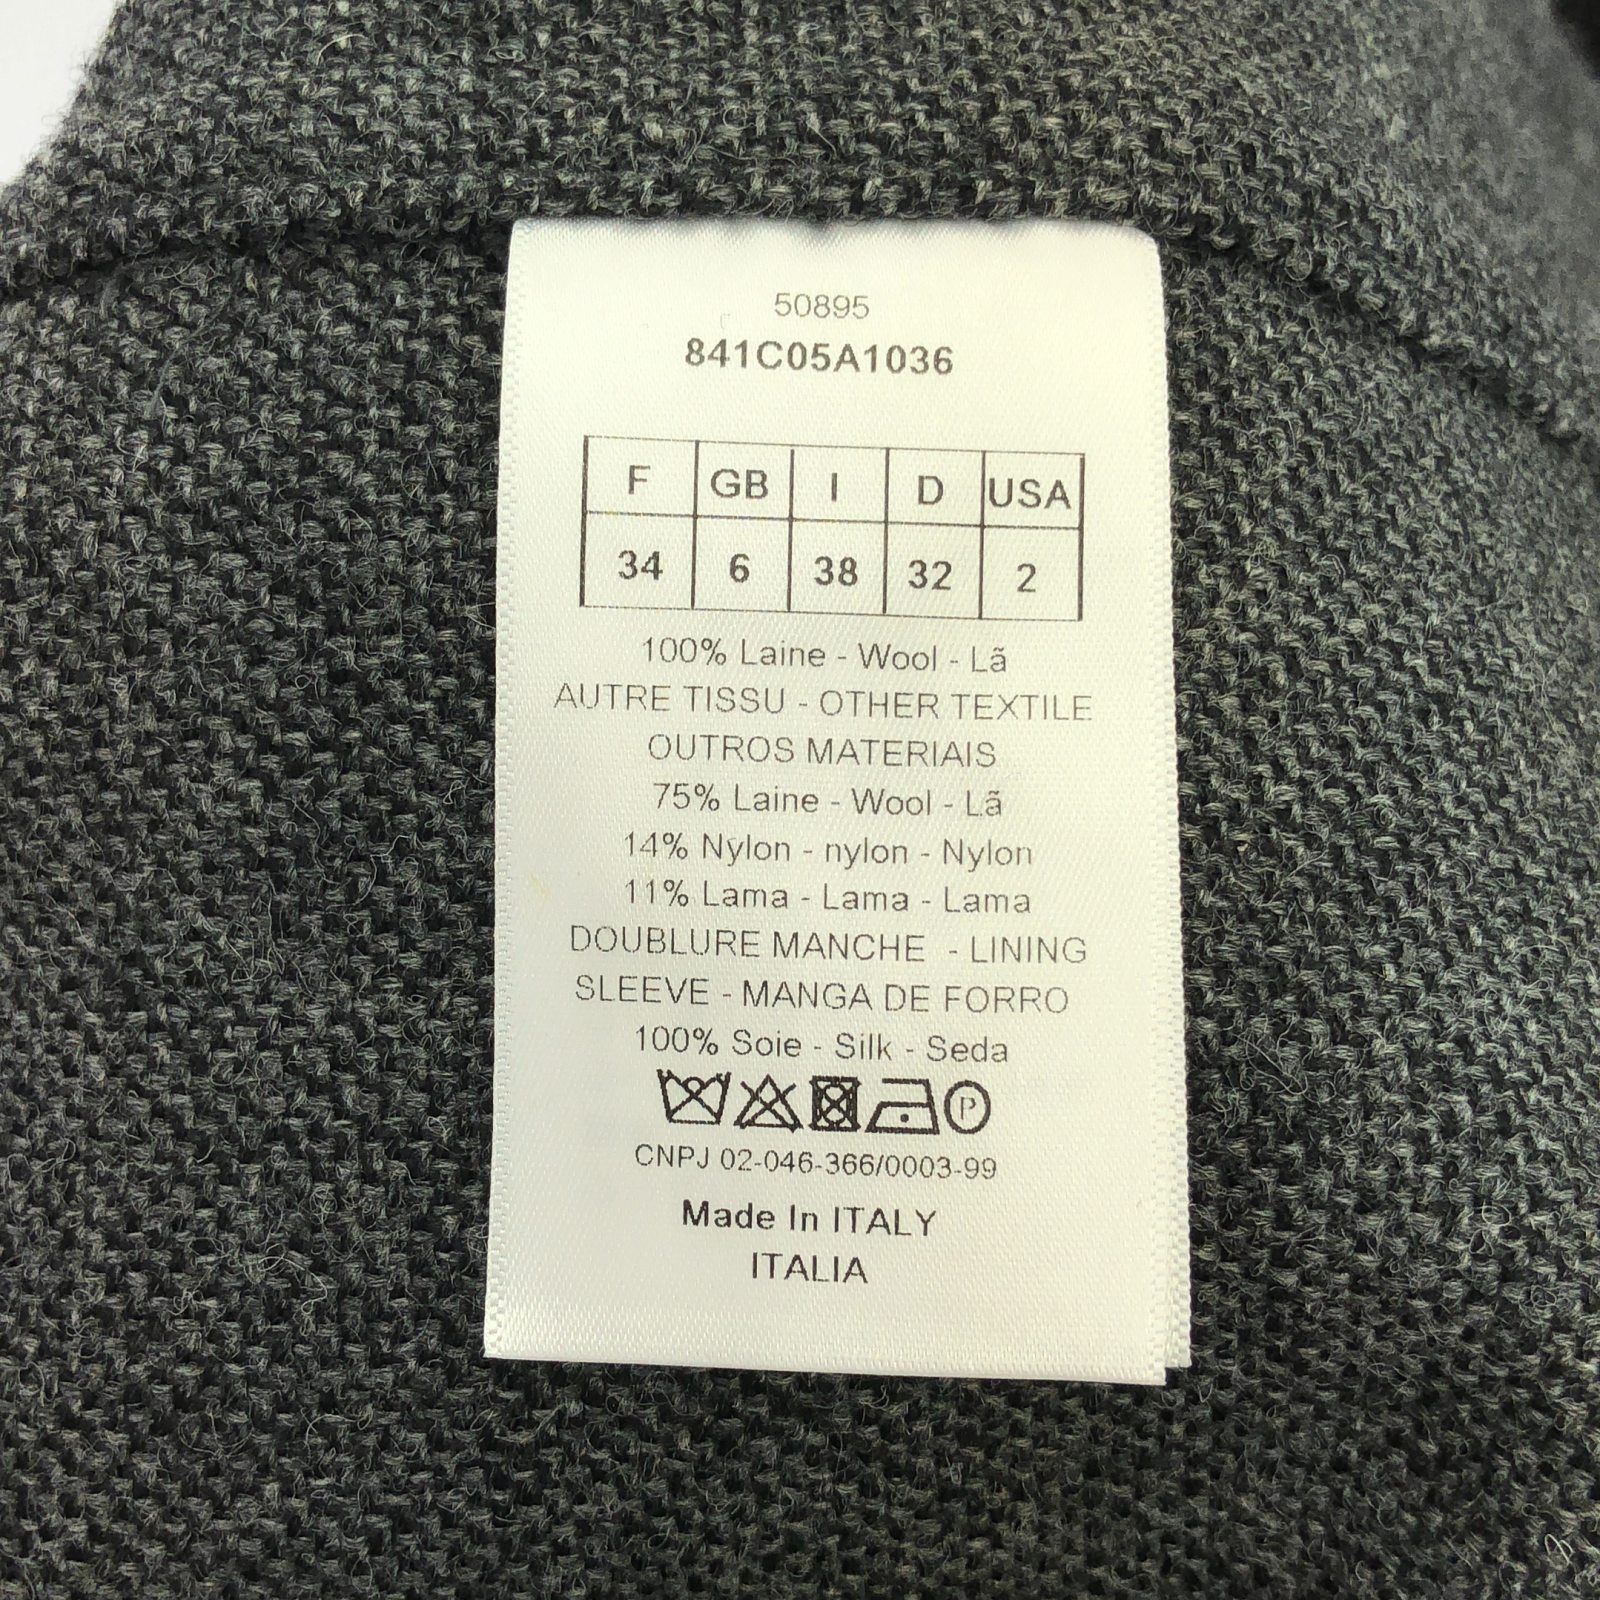 50895
841C05A1036
F GB I D USA
34 6 38 32 2
100% Laine - Wool - Lã
AUTRE TISSU - OTHER TEXTILE
OUTROS MATERIAIS
75% Laine - Wool - Lã
14% Nylon - nylon - Nylon
11% Lama - Lama - Lama
DOUBLURE MANCHE - LINING
SLEEVE - MANGA DE FORRO
100% Soie - Silk - Seda
P
CNPJ 02-046-366/0003-99
Made In ITALY
ITALIA